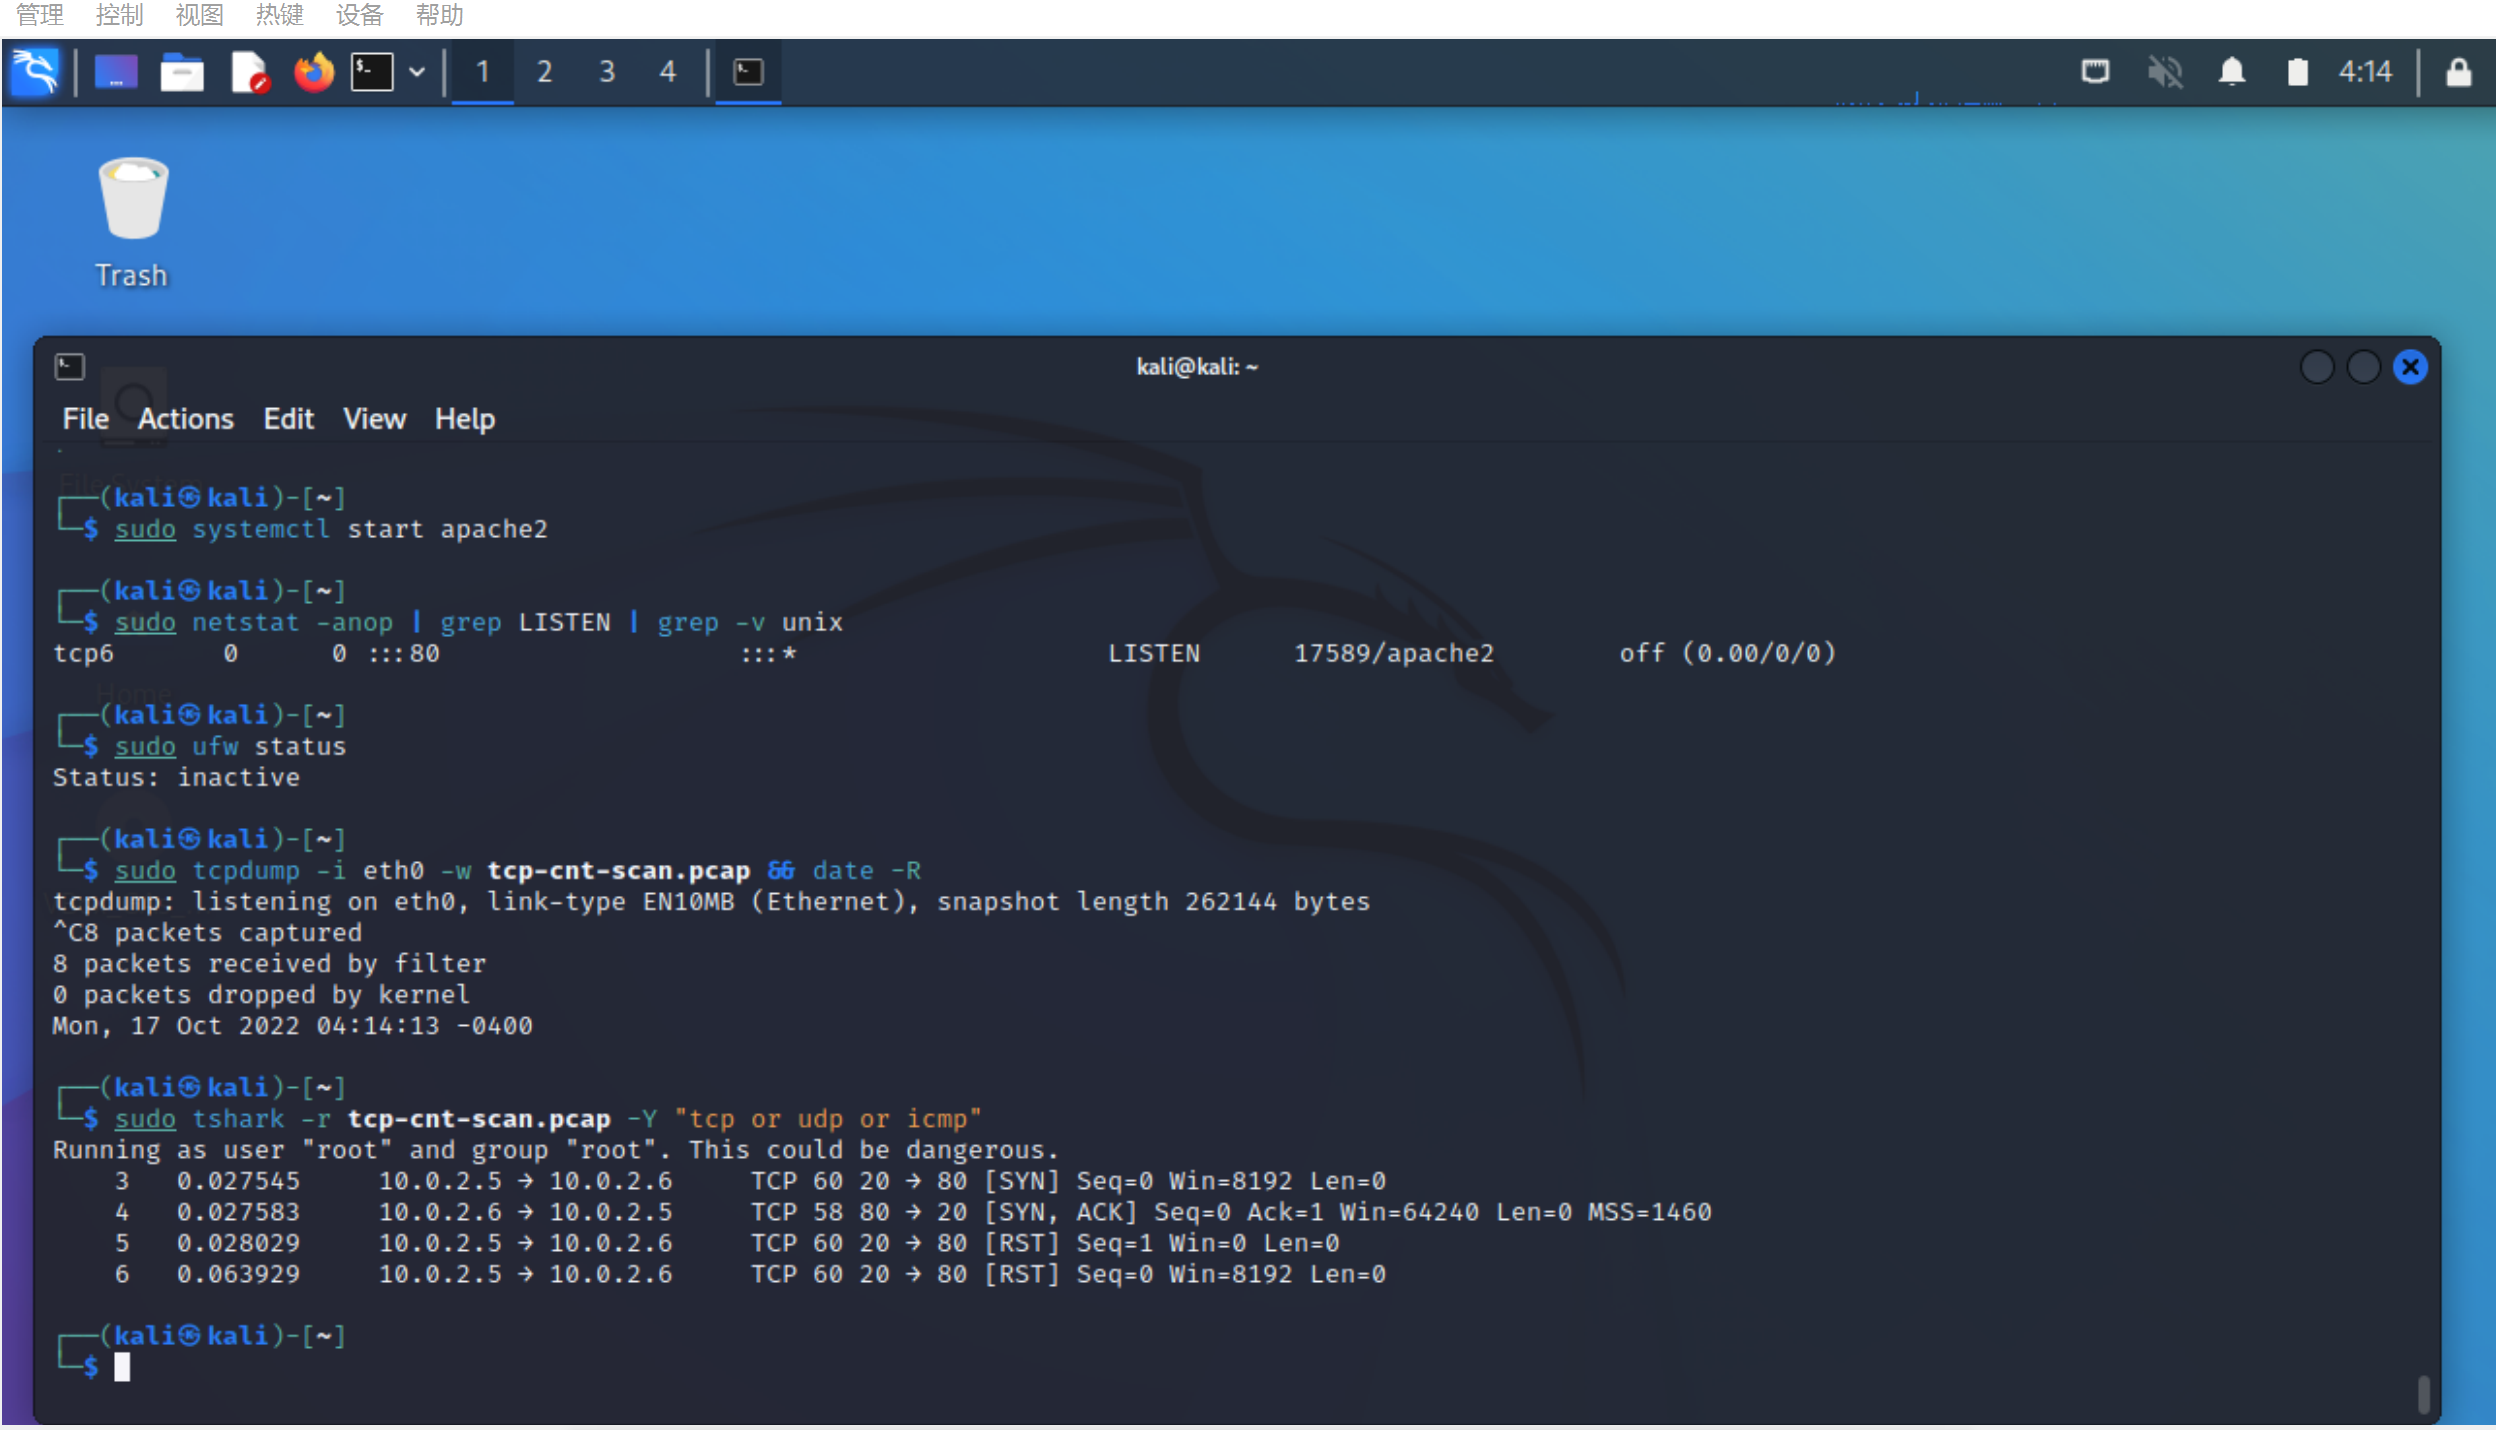 管理 控制 视图 热键 设备 帮助
1 2 3 4 4:14
Trash
kali@kali: ~
File Actions Edit View Help
File System
┌──(kali㉿kali)-[~]
└─$ sudo systemctl start apache2
┌──(kali㉿kali)-[~]
└─$ sudo netstat -anop | grep LISTEN | grep -v unix
tcp6 0 0 :::80 :::* LISTEN 17589/apache2 off (0.00/0/0)
Home
┌──(kali㉿kali)-[~]
└─$ sudo ufw status
Status: inactive
┌──(kali㉿kali)-[~]
└─$ sudo tcpdump -i eth0 -w tcp-cnt-scan.pcap && date -R
tcpdump: listening on eth0, link-type EN10MB (Ethernet), snapshot length 262144 bytes
^C8 packets captured
8 packets received by filter
0 packets dropped by kernel
Mon, 17 Oct 2022 04:14:13 -0400
┌──(kali㉿kali)-[~]
└─$ sudo tshark -r tcp-cnt-scan.pcap -Y "tcp or udp or icmp"
Running as user "root" and group "root". This could be dangerous.
3 0.027545 10.0.2.5 → 10.0.2.6 TCP 60 20 → 80 [SYN] Seq=0 Win=8192 Len=0
4 0.027583 10.0.2.6 → 10.0.2.5 TCP 58 80 → 20 [SYN, ACK] Seq=0 Ack=1 Win=64240 Len=0 MSS=1460
5 0.028029 10.0.2.5 → 10.0.2.6 TCP 60 20 → 80 [RST] Seq=1 Win=0 Len=0
6 0.063929 10.0.2.5 → 10.0.2.6 TCP 60 20 → 80 [RST] Seq=0 Win=8192 Len=0
┌──(kali㉿kali)-[~]
└─$